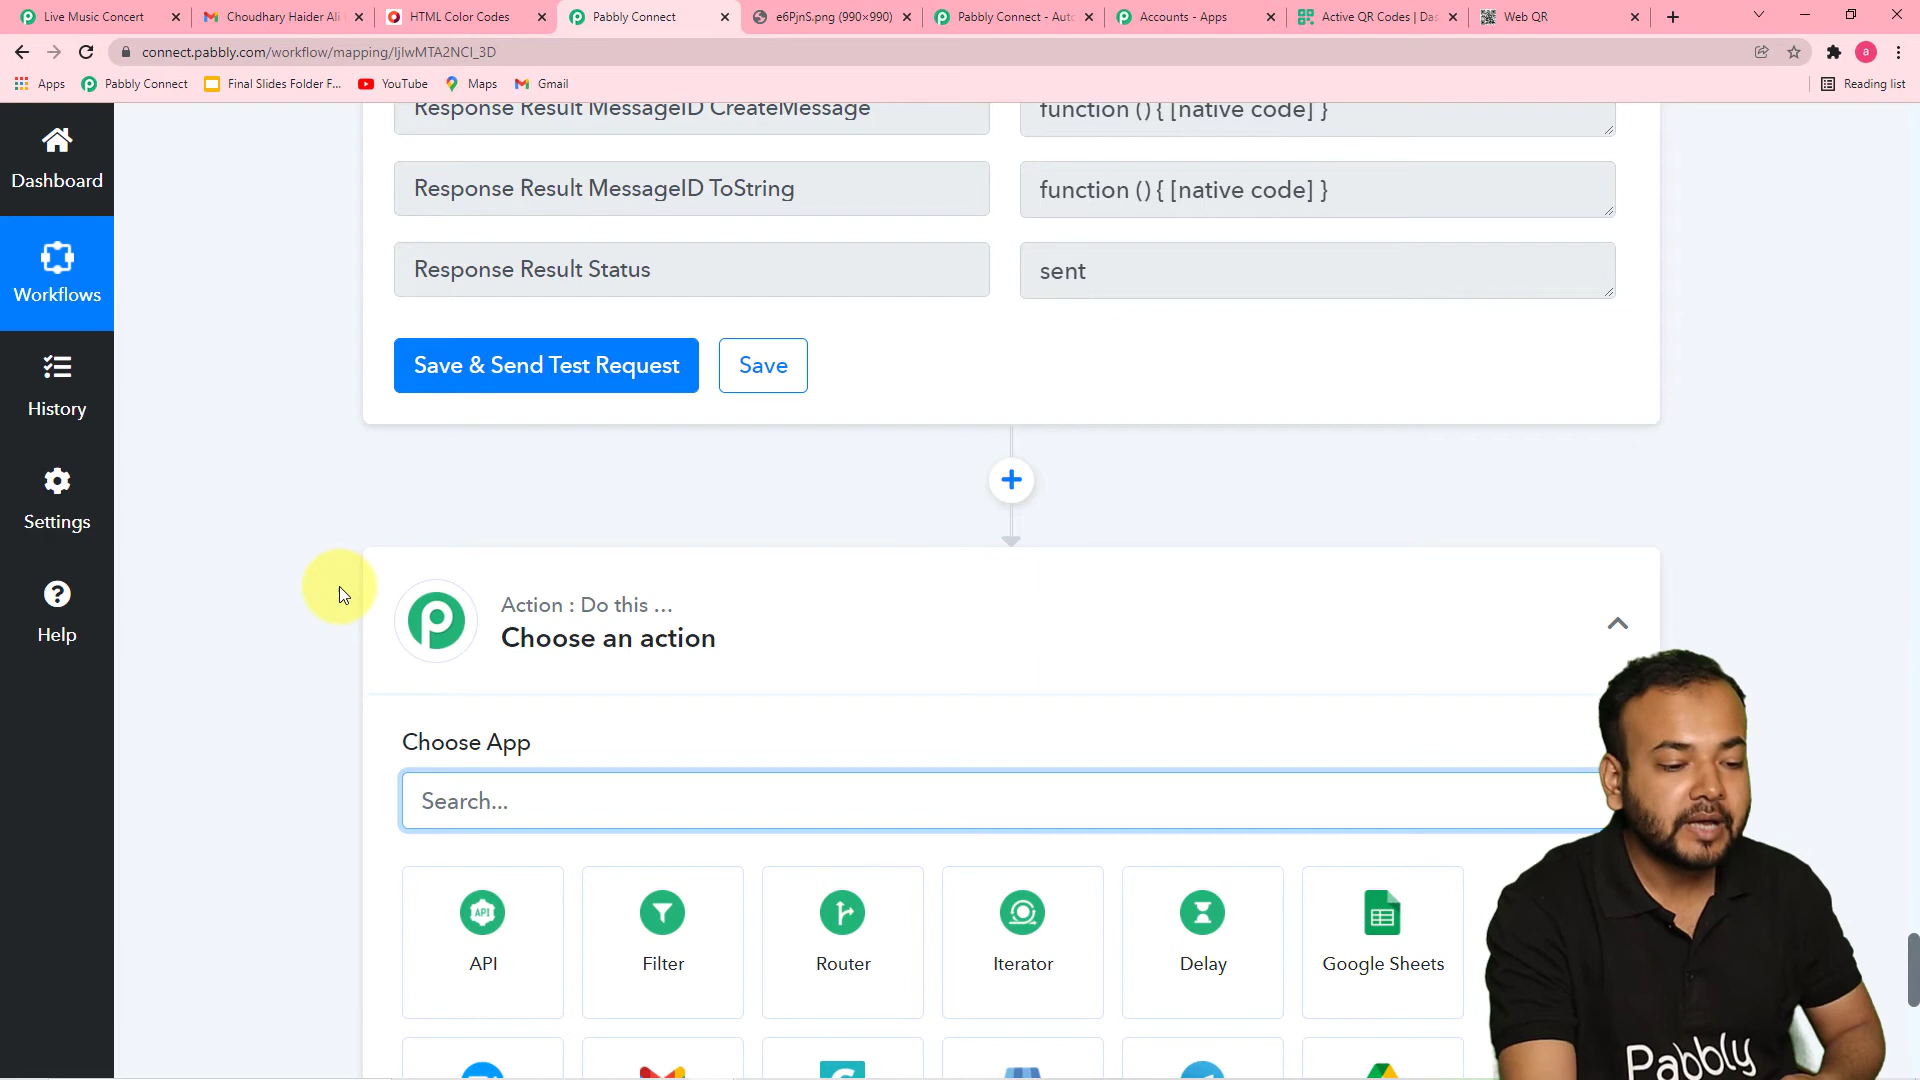 Live Music Concert
Choudhary Haider Ali
HTML Color Codes
Pabbly Connect
e6PjnS.png (990×990)
Pabbly Connect - Aut
Accounts - Apps
Active QR Codes | Das
Web QR
connect.pabbly.com/workflow/mapping/IjIwMTA2NCI_3D
a
Apps
Pabbly Connect
Final Slides Folder F...
YouTube
Maps
Gmail
Reading list
Dashboard
Workflows
History
Settings
Help
Response Result MessageID CreateMessage
function () { [native code] }
Response Result MessageID ToString
function () { [native code] }
Response Result Status
sent
Save & Send Test Request
Save
Action : Do this ...
Choose an action
Choose App
Search...
API
API
Filter
Router
Iterator
Delay
Google Sheets
Pabbly